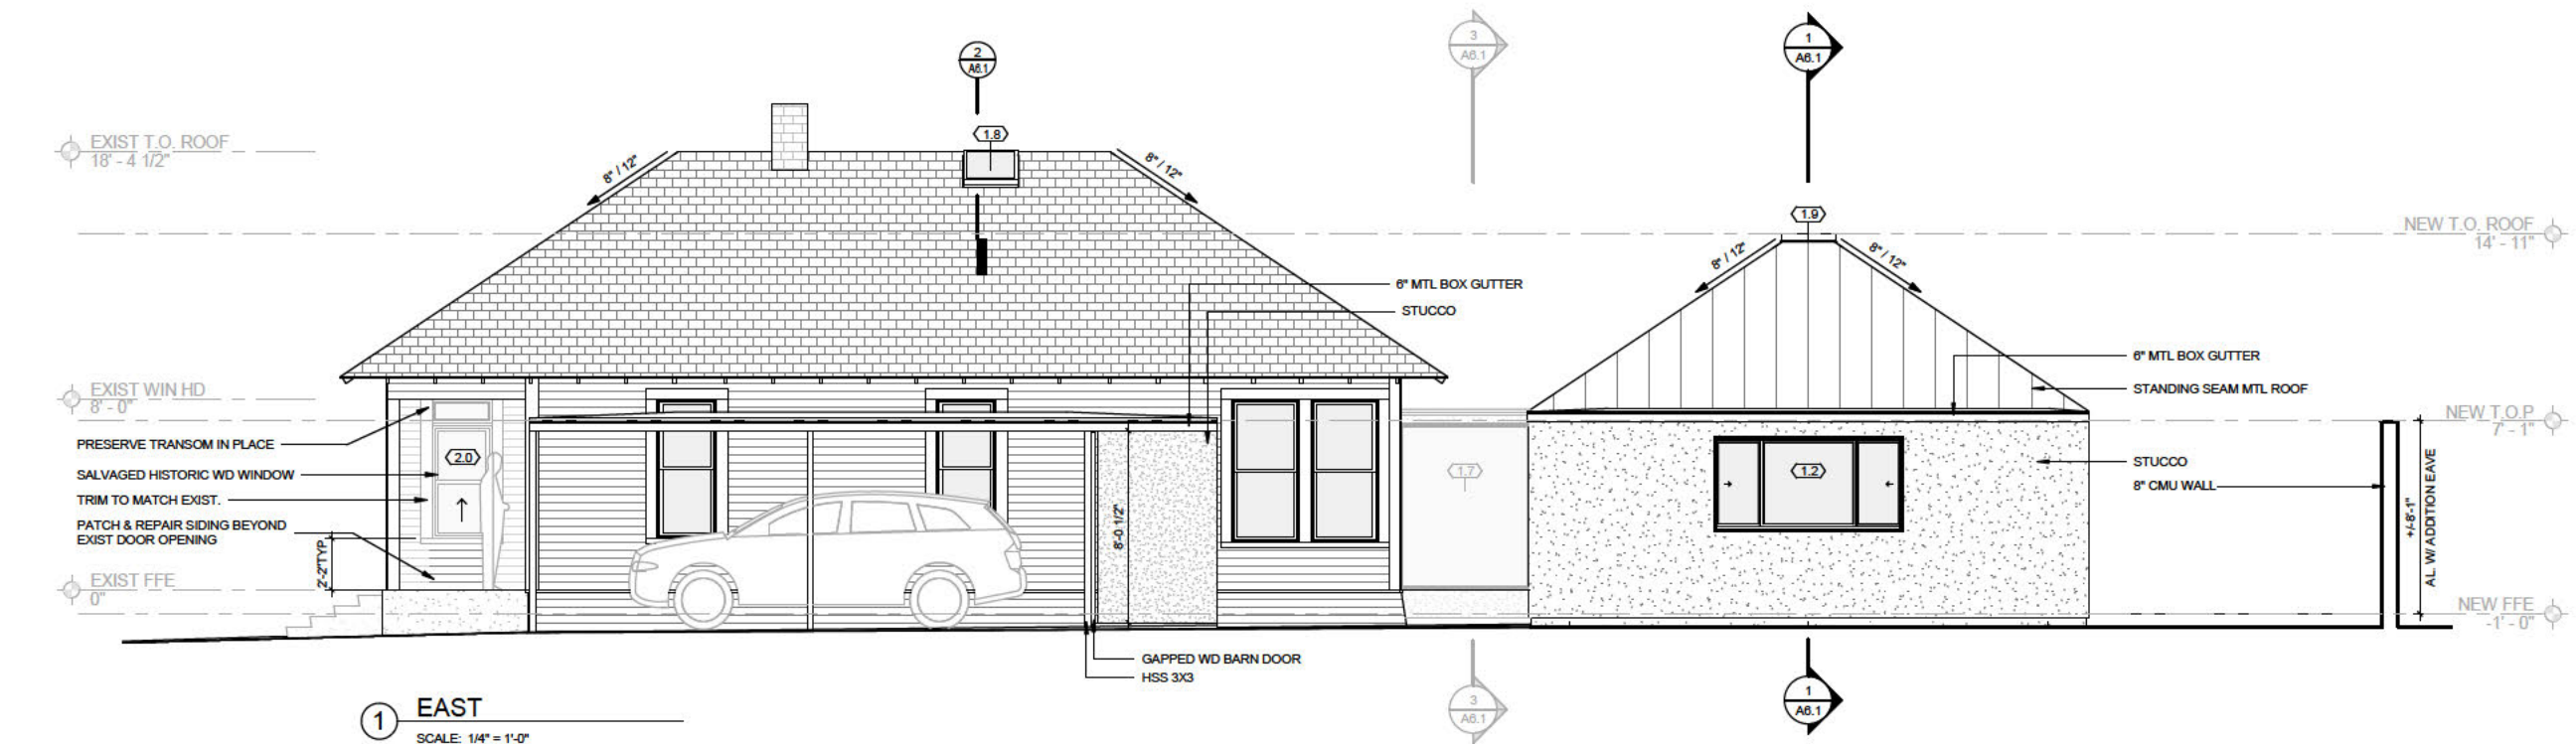 2
A6.1
3
A6.1
1
A6.1
1.8
EXIST T.O. ROOF
18' - 4 1/2"
8" / 12"
8" / 12"
1.9
NEW T.O. ROOF
14' - 11"
8" / 12"
8" / 12"
6" MTL BOX GUTTER
STUCCO
6" MTL BOX GUTTER
STANDING SEAM MTL ROOF
EXIST WIN HD
8' - 0"
NEW T.O.P
7' - 1"
PRESERVE TRANSOM IN PLACE
SALVAGED HISTORIC WD WINDOW
2.0
TRIM TO MATCH EXIST.
PATCH & REPAIR SIDING BEYOND
EXIST DOOR OPENING
1.7
1.2
STUCCO
8" CMU WALL
8'-0 1/2"
+/-8'-1"
AL. W/ ADDITION EAVE
2'-2"TYP
EXIST FFE
0"
NEW FFE
-1' - 0"
GAPPED WD BARN DOOR
HSS 3X3
3
A6.1
1
A6.1
1
EAST
SCALE: 1/4" = 1'-0"